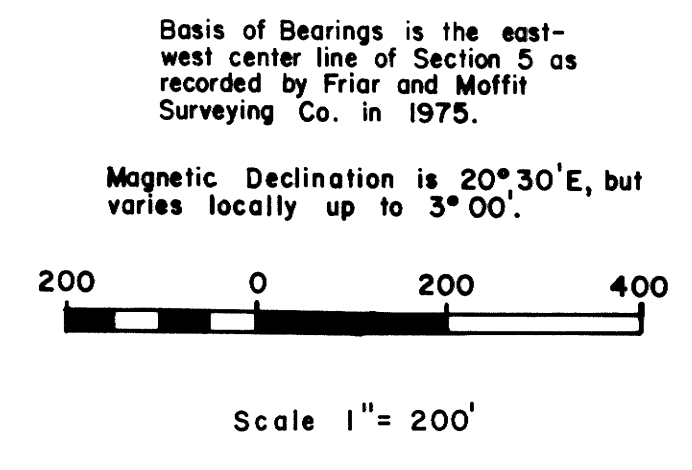 Basis of Bearings is the east-
west center line of Section 5 as
recorded by Friar and Moffit
Surveying Co. in 1975.
Magnetic Declination is 20°30'E, but
varies locally up to 3°00'.
200 0 200 400
Scale 1"= 200'